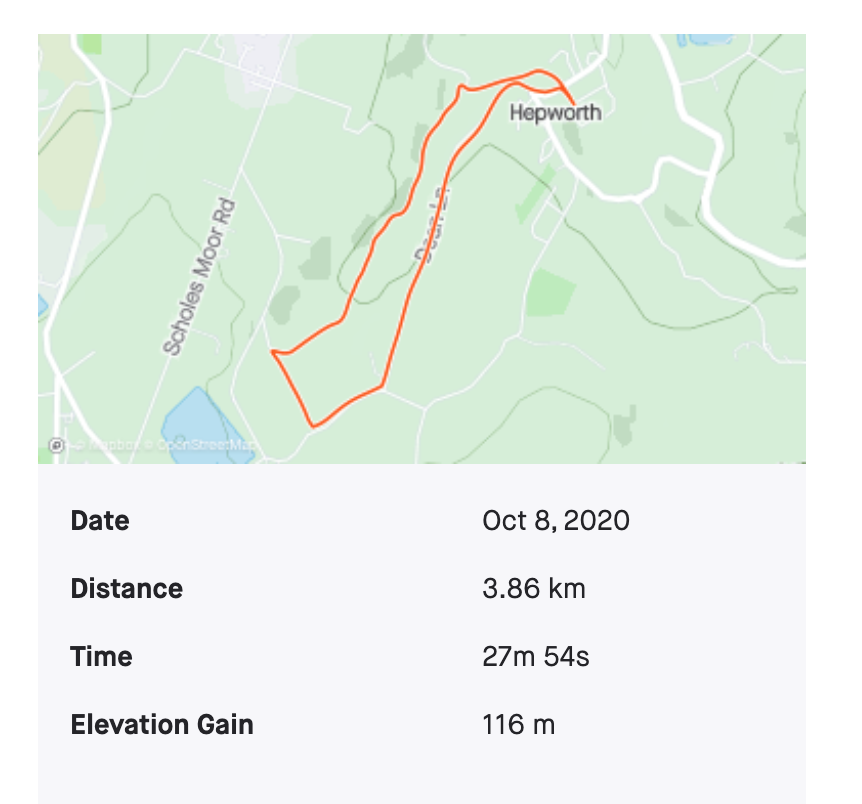 Hepworth
Dean Ln
Scholes Moor Rd
© Mapbox © OpenStreetMap
Date Oct 8, 2020
Distance 3.86 km
Time 27m 54s
Elevation Gain 116 m